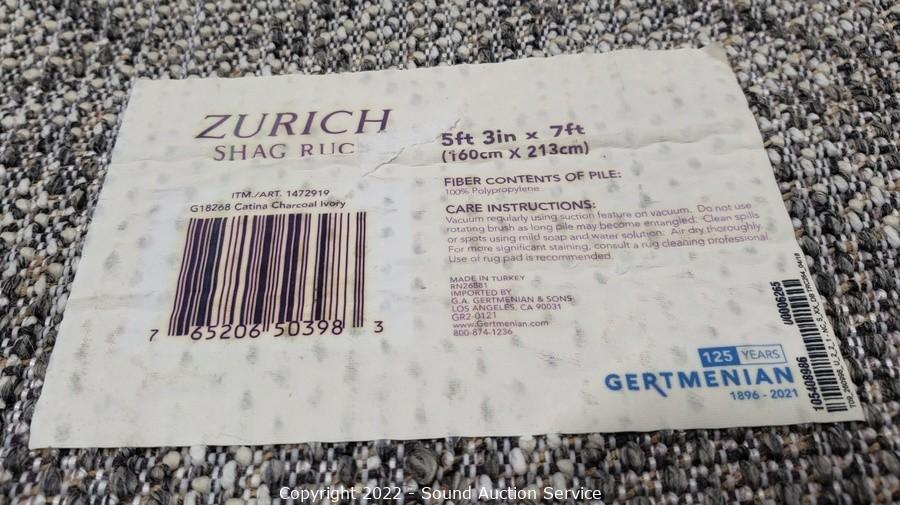 ZURICH
SHAG RUG
ITM./ART. 1472919
G18268 Catina Charcoal Ivory
7 65206 50398 3
5ft 3in x 7ft
(160cm X 213cm)
FIBER CONTENTS OF PILE:
100% Polypropylene
CARE INSTRUCTIONS:
Vacuum regularly using suction feature on vacuum. Do not use
rotating brush as long pile may become entangled. Clean spills
or spots using mild soap and water solution. Air dry thoroughly.
For more significant staining, consult a rug cleaning professional.
Use of rug pad is recommended.
MADE IN TURKEY
RN26881
IMPORTED BY
G.A. GERTMENIAN & SONS
LOS ANGELES, CA 90031
GR2-0121
www.Gertmenian.com
800-874-1236
125 YEARS
GERTMENIAN
1896 - 2021
105408986 00006265
Copyright 2022 - Sound Auction Service